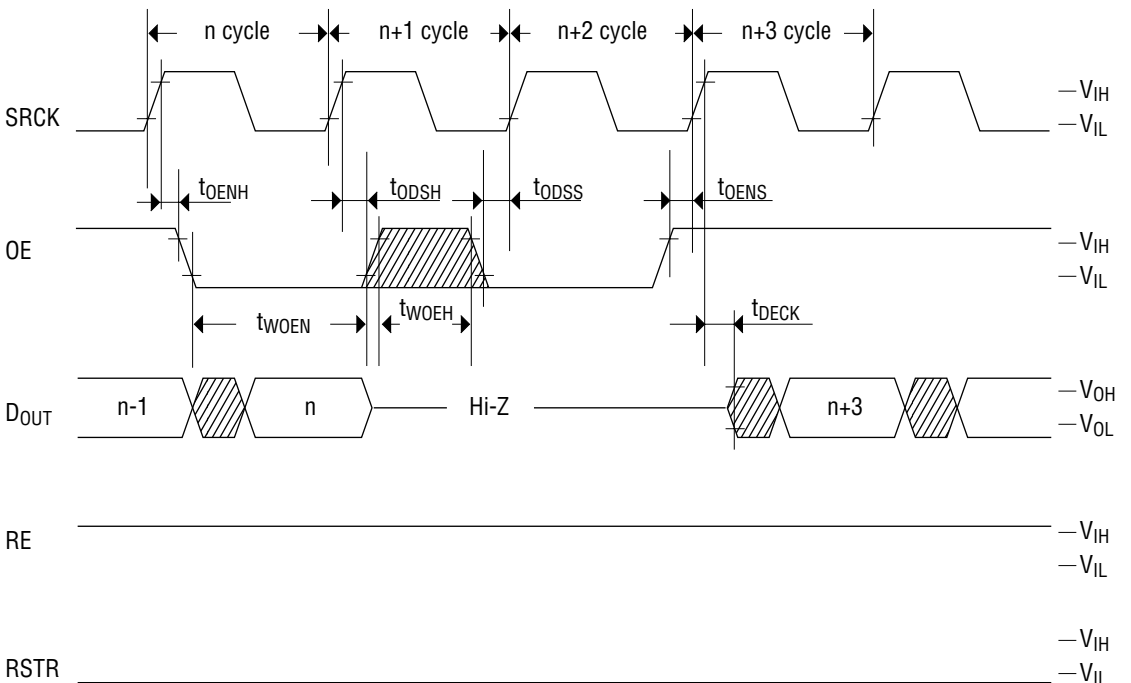 n cycle n+1 cycle n+2 cycle n+3 cycle
SRCK
VIH
VIL
tOENH tODSH tODSS tOENS
OE
VIH
VIL
tWOEN tWOEH tDECK
DOUT n-1 n Hi-Z n+3
VOH
VOL
RE
VIH
VIL
RSTR
VIH
VIL